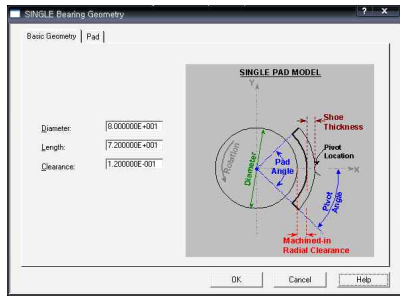 SINGLE Bearing Geometry
Basic Geometry
Pad
Diameter: 8.000000E+001
Length: 7.200000E+001
Clearance: 1.200000E-001
SINGLE PAD MODEL
Y
Shoe
Thickness
Pivot
Location
X
Rotation
Diameter
Pad
Angle
Pivot
Angle
Machined-in
Radial Clearance
OK
Cancel
Help